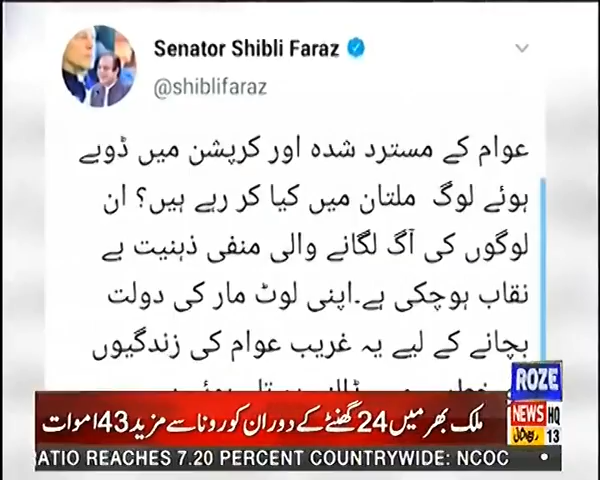 Senator Shibli Faraz
@shiblifaraz
عوام کے مسترد شدہ اور کرپشن میں ڈوبے
ہوئے لوگ ملتان میں کیا کر رہے ہیں؟ ان
لوگوں کی آگ لگانے والی منفی ذہنیت بے
نقاب ہوچکی ہے۔اپنی لوٹ مار کی دولت
بچانے کے لیے یہ غریب عوام کی زندگیوں
ROZE
NEWS HQ
13
ملک بھر میں 24 گھنٹے کے دوران کورونا سے مزید 43 اموات
RATIO REACHES 7.20 PERCENT COUNTRYWIDE: NCOC